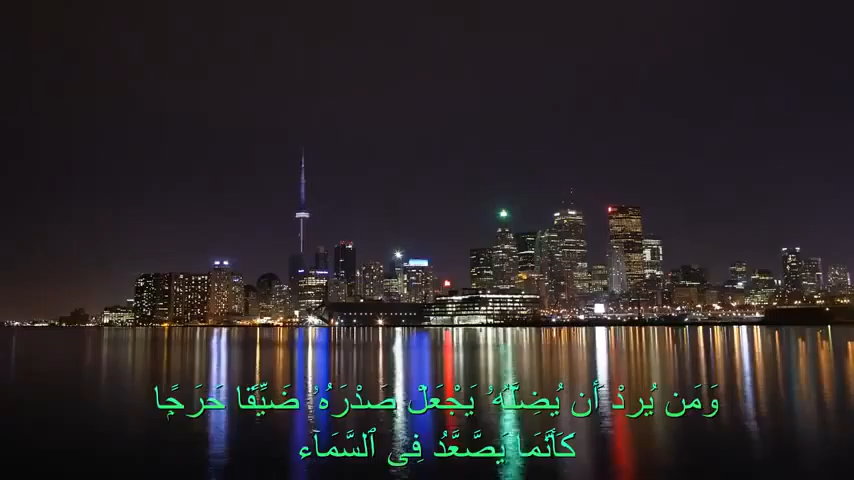 وَمَن يُرِدْ أَن يُضِلَّهُۥ يَجْعَلْ صَدْرَهُۥ ضَيِّقًا حَرَجًۭا
كَأَنَّمَا يَصَّعَّدُ فِى ٱلسَّمَآءِ